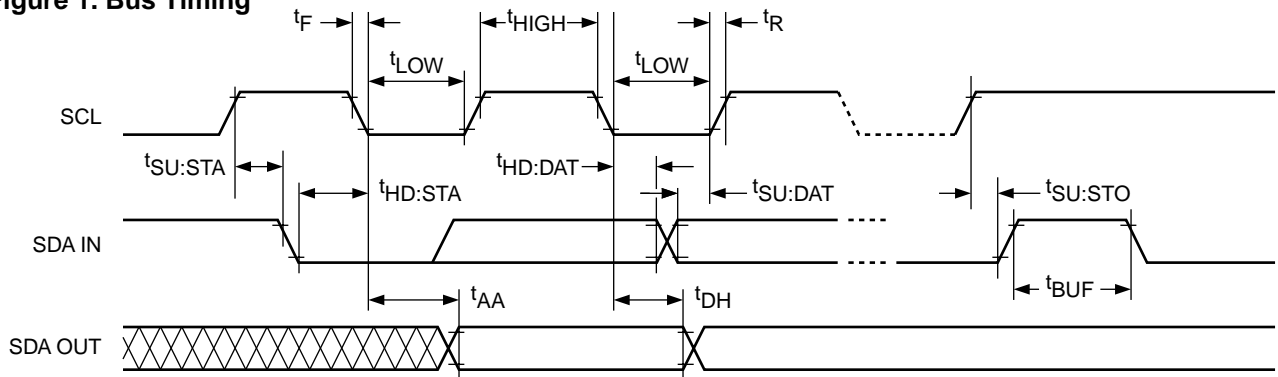 Figure 1. Bus Timing
tF tHIGH tR
tLOW tLOW
SCL
tSU:STA tHD:STA tHD:DAT tSU:DAT tSU:STO
SDA IN
tBUF
tAA tDH
SDA OUT